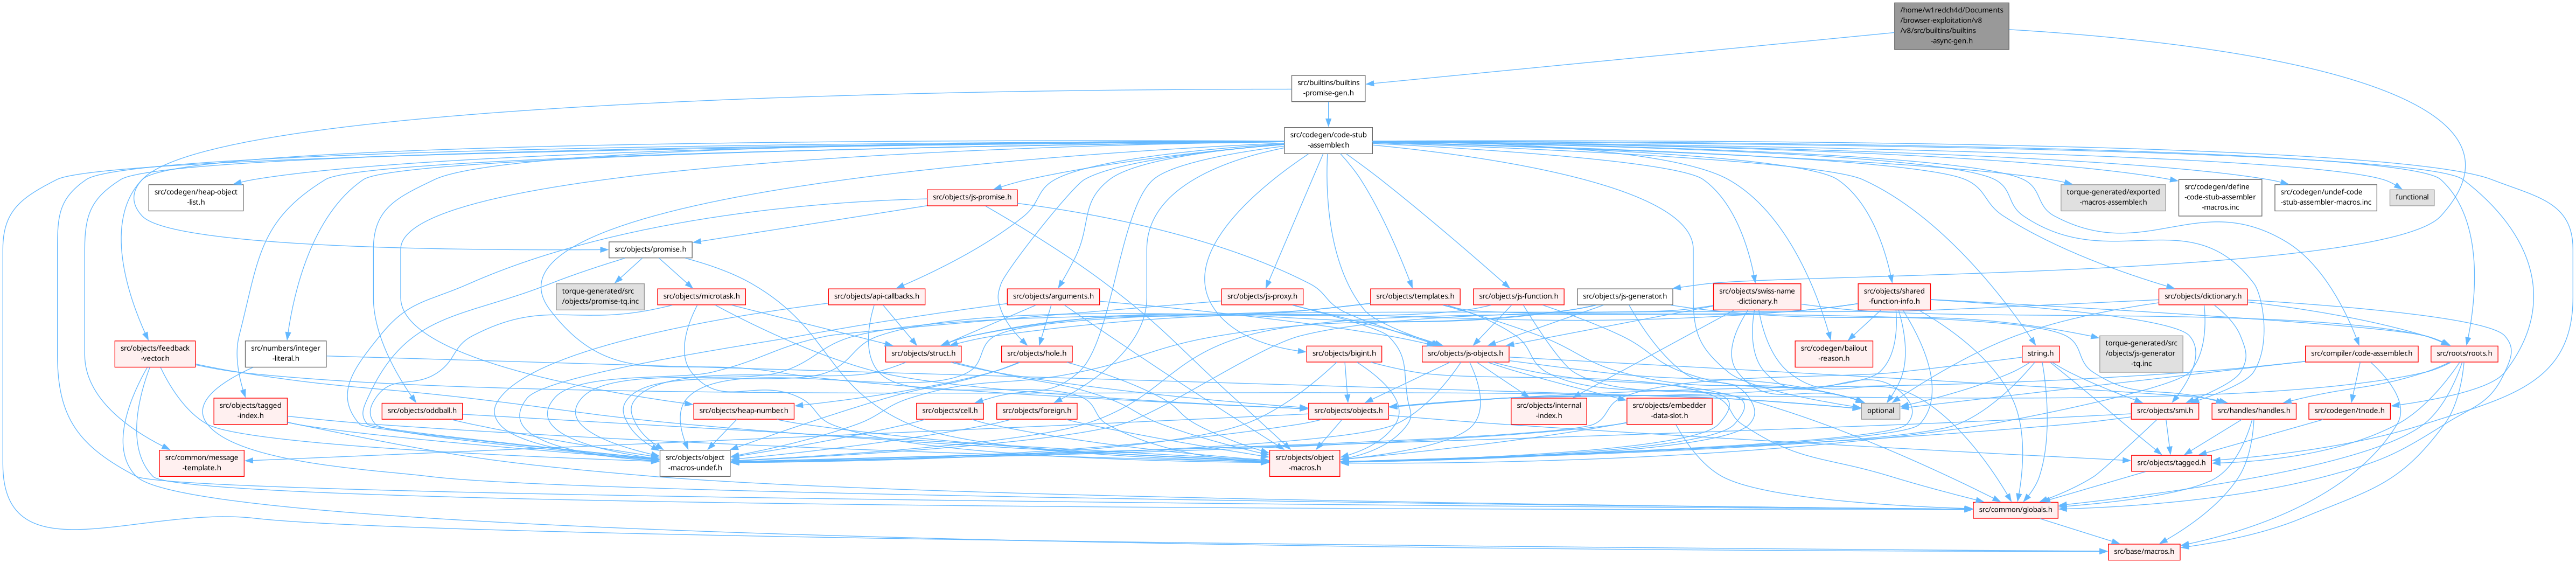 /home/w1redch4d/Documents
/browser-exploitation/v8
/v8/src/builtins/builtins
-async-gen.h
src/builtins/builtins
-promise-gen.h
src/codegen/code-stub
-assembler.h
src/codegen/heap-object
-list.h
src/objects/js-promise.h
torque-generated/exported
-macros-assembler.h
src/codegen/define
-code-stub-assembler
-macros.inc
src/codegen/undef-code
-stub-assembler-macros.inc
functional
src/objects/promise.h
torque-generated/src
/objects/promise-tq.inc
src/objects/microtask.h
src/objects/api-callbacks.h
src/objects/arguments.h
src/objects/js-proxy.h
src/objects/templates.h
src/objects/js-function.h
src/objects/js-generator.h
src/objects/swiss-name
-dictionary.h
src/objects/shared
-function-info.h
src/objects/dictionary.h
src/objects/feedback
-vector.h
src/numbers/integer
-literal.h
src/objects/struct.h
src/objects/hole.h
src/objects/bigint.h
src/objects/js-objects.h
src/codegen/bailout
-reason.h
string.h
torque-generated/src
/objects/js-generator
-tq.inc
src/compiler/code-assembler.h
src/roots/roots.h
src/objects/tagged
-index.h
src/objects/oddball.h
src/objects/heap-number.h
src/objects/cell.h
src/objects/foreign.h
src/objects/objects.h
src/objects/internal
-index.h
src/objects/embedder
-data-slot.h
optional
src/objects/smi.h
src/handles/handles.h
src/codegen/tnode.h
src/common/message
-template.h
src/objects/object
-macros-undef.h
src/objects/object
-macros.h
src/objects/tagged.h
src/common/globals.h
src/base/macros.h